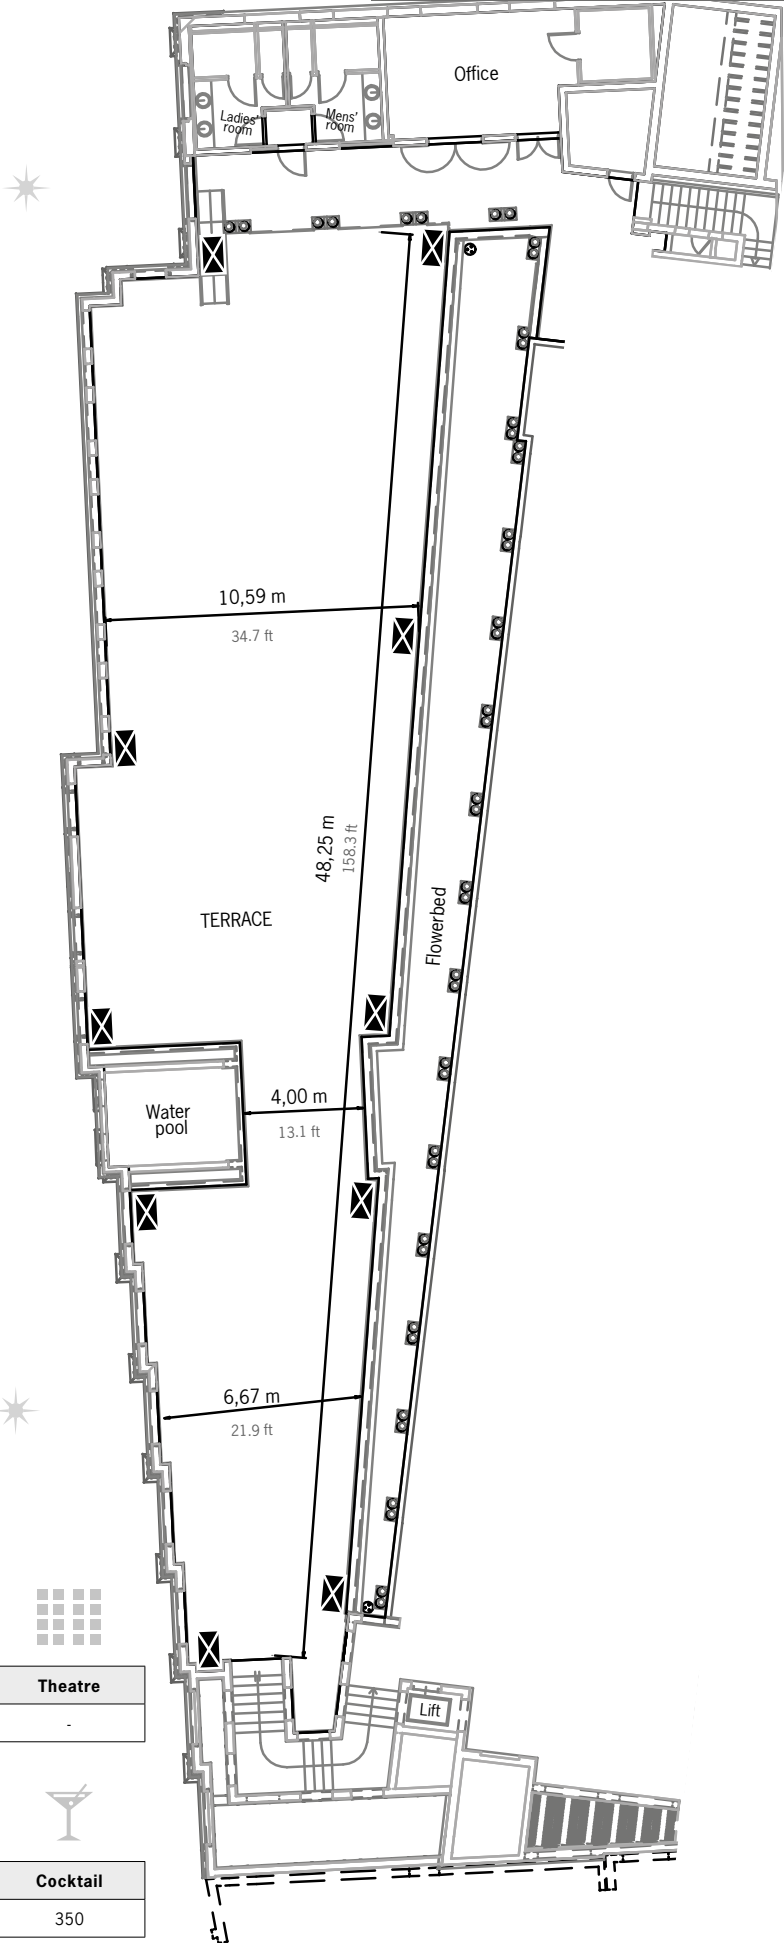 Office
Ladies'
room
Mens'
room
10,59 m
34.7 ft
48,25 m
158.3 ft
TERRACE
Flowerbed
Water
pool
4,00 m
13.1 ft
6,67 m
21.9 ft
Theatre
-
Lift
Cocktail
350